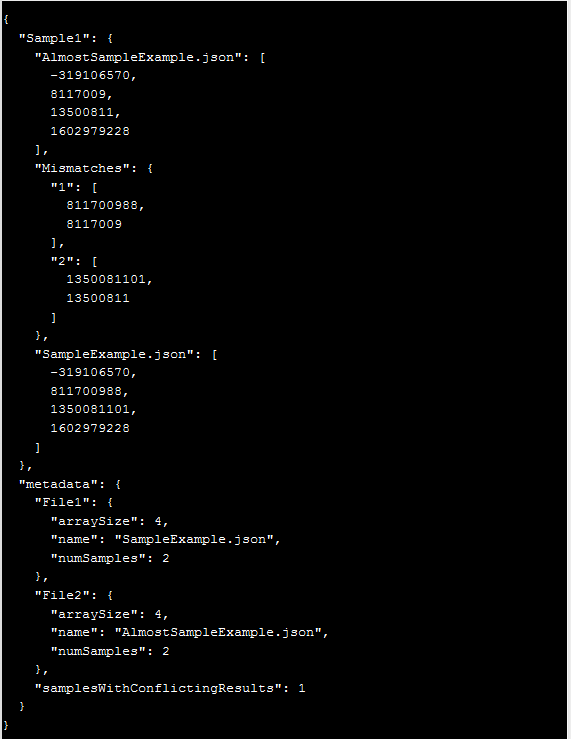 {
  "Sample1": {
    "AlmostSampleExample.json": [
      -319106570,
      8117009,
      13500811,
      1602979228
    ],
    "Mismatches": {
      "1": [
        811700988,
        8117009
      ],
      "2": [
        1350081101,
        13500811
      ]
    },
    "SampleExample.json": [
      -319106570,
      811700988,
      1350081101,
      1602979228
    ]
  },
  "metadata": {
    "File1": {
      "arraySize": 4,
      "name": "SampleExample.json",
      "numSamples": 2
    },
    "File2": {
      "arraySize": 4,
      "name": "AlmostSampleExample.json",
      "numSamples": 2
    },
    "samplesWithConflictingResults": 1
  }
}